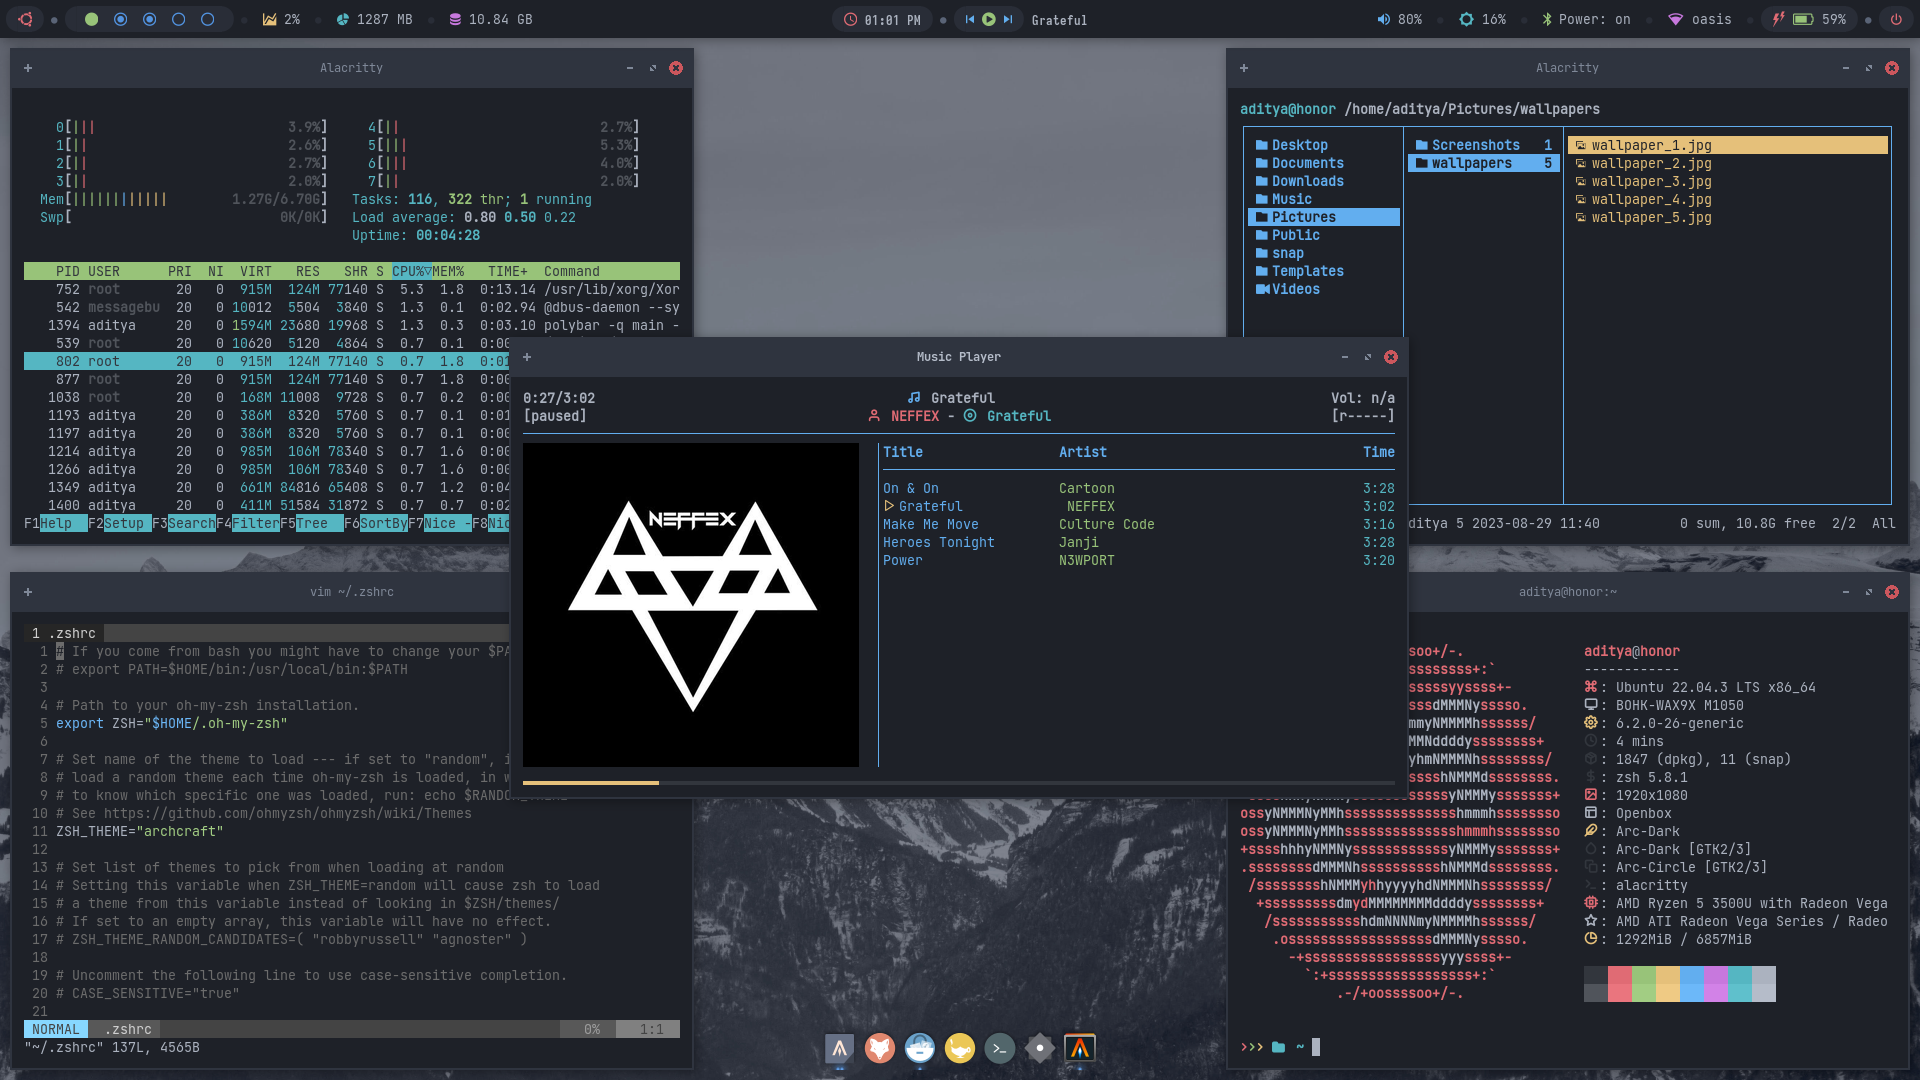 2% 1287 MB 10.84 GB 01:01 PM Grateful 80% 16% Power: on oasis 59%
Alacritty
0[||| 3.9%] 4[|| 2.7%]
1[|| 2.6%] 5[||| 5.3%]
2[|| 2.7%] 6[||| 4.0%]
3[|| 2.0%] 7[|| 2.0%]
Mem[|||||||||||| 1.27G/6.70G] Tasks: 116, 322 thr; 1 running
Swp[ 0K/0K] Load average: 0.80 0.50 0.22
Uptime: 00:04:28
PID USER PRI NI VIRT RES SHR S CPU%▽MEM% TIME+ Command
752 root 20 0 915M 124M 77140 S 5.3 1.8 0:13.14 /usr/lib/xorg/Xor
542 messagebu 20 0 10012 5504 3840 S 1.3 0.1 0:02.94 @dbus-daemon --sy
1394 aditya 20 0 1594M 23680 19968 S 1.3 0.3 0:03.10 polybar -q main -
539 root 20 0 10620 5120 4864 S 0.7 0.1 0:00
802 root 20 0 915M 124M 77140 S 0.7 1.8 0:01
877 root 20 0 915M 124M 77140 S 0.7 1.8 0:00
1038 root 20 0 168M 11008 9728 S 0.7 0.2 0:00
1193 aditya 20 0 386M 8320 5760 S 0.7 0.1 0:01
1197 aditya 20 0 386M 8320 5760 S 0.7 0.1 0:00
1214 aditya 20 0 985M 106M 78340 S 0.7 1.6 0:00
1266 aditya 20 0 985M 106M 78340 S 0.7 1.6 0:00
1349 aditya 20 0 661M 84816 65408 S 0.7 1.2 0:04
1400 aditya 20 0 411M 51584 31872 S 0.7 0.7 0:02
F1Help F2Setup F3SearchF4FilterF5Tree F6SortByF7Nice -F8Nic
Alacritty
aditya@honor /home/aditya/Pictures/wallpapers
Desktop Screenshots 1 wallpaper_1.jpg
Documents wallpapers 5 wallpaper_2.jpg
Downloads wallpaper_3.jpg
Music wallpaper_4.jpg
Pictures wallpaper_5.jpg
Public
snap
Templates
Videos
ditya 5 2023-08-29 11:40 0 sum, 10.8G free 2/2 All
Music Player
0:27/3:02 Grateful Vol: n/a
[paused] NEFFEX - Grateful [r-----]
NEFFEX
Title Artist Time
On & On Cartoon 3:28
Grateful NEFFEX 3:02
Make Me Move Culture Code 3:16
Heroes Tonight Janji 3:28
Power N3WPORT 3:20
vim ~/.zshrc
1 .zshrc
1 # If you come from bash you might have to change your $PA
2 # export PATH=$HOME/bin:/usr/local/bin:$PATH
3
4 # Path to your oh-my-zsh installation.
5 export ZSH="$HOME/.oh-my-zsh"
6
7 # Set name of the theme to load --- if set to "random", i
8 # load a random theme each time oh-my-zsh is loaded, in w
9 # to know which specific one was loaded, run: echo $RANDOM_THEME
10 # See https://github.com/ohmyzsh/ohmyzsh/wiki/Themes
11 ZSH_THEME="archcraft"
12
13 # Set list of themes to pick from when loading at random
14 # Setting this variable when ZSH_THEME=random will cause zsh to load
15 # a theme from this variable instead of looking in $ZSH/themes/
16 # If set to an empty array, this variable will have no effect.
17 # ZSH_THEME_RANDOM_CANDIDATES=( "robbyrussell" "agnoster" )
18
19 # Uncomment the following line to use case-sensitive completion.
20 # CASE_SENSITIVE="true"
21
NORMAL .zshrc 0% 1:1
"~/.zshrc" 137L, 4565B
aditya@honor:~
soo+/-. aditya@honor
ssssssss+:` ------------
sssssyyssss+- : Ubuntu 22.04.3 LTS x86_64
sssdMMMNysssso. : BOHK-WAX9X M1050
mmyNMMMMhssssss/ : 6.2.0-26-generic
MMNddddyssssssss+ : 4 mins
yhmNMMMNhssssssss/ : 1847 (dpkg), 11 (snap)
sssshNMMMdssssssss. : zsh 5.8.1
yNMMMysssssss+ : 1920x1080
ossyNMMMNyMMhsssssssssssssshmmmhssssssso : Openbox
ossyNMMMNyMMhsssssssssssssshmmmhssssssso : Arc-Dark
+sssshhhyNMMNyssssssssssssyNMMMysssssss+ : Arc-Dark [GTK2/3]
.ssssssssdMMMNhsssssssssshNMMMdssssssss. : Arc-Circle [GTK2/3]
/sssssssshNMMMyhhyyyyhdNMMMNhssssssss/ : alacritty
+sssssssssdmydMMMMMMMMddddyssssssss+ : AMD Ryzen 5 3500U with Radeon Vega
/ssssssssssshdmNNNNmyNMMMMhssssss/ : AMD ATI Radeon Vega Series / Radeo
.ossssssssssssssssssdMMMNysssso. : 1292MiB / 6857MiB
-+sssssssssssssssssyyyssss+-
`:+ssssssssssssssssss+:`
.-/+oossssoo+/-.
>>> ~